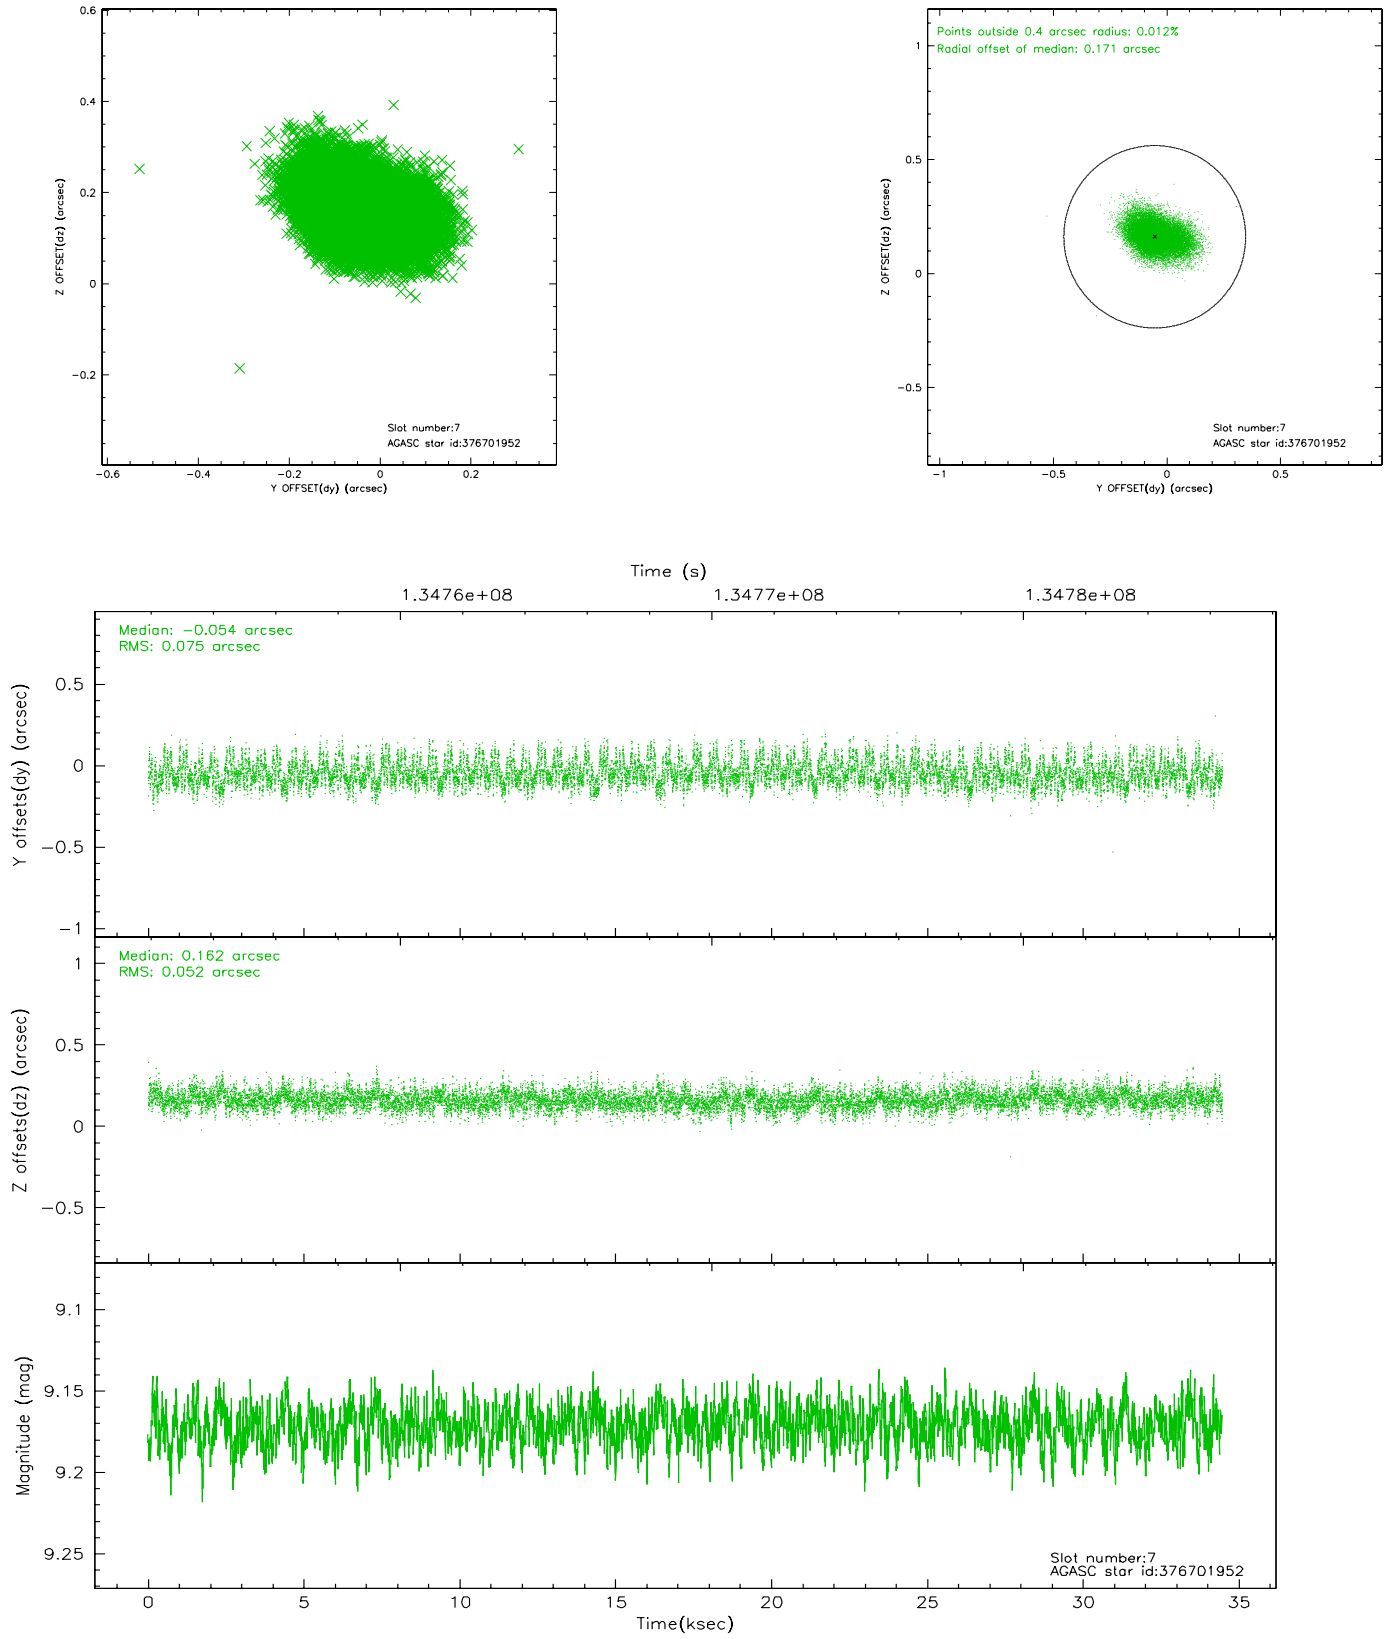 0.6
0.4
0.2
0
−0.2
Z OFFSET(dz) (arcsec)
Slot number:7
AGASC star id:376701952
−0.6
−0.4
−0.2
0
0.2
Y OFFSET(dy) (arcsec)
Points outside 0.4 arcsec radius: 0.012%
Radial offset of median: 0.171 arcsec
1
0.5
0
−0.5
Z OFFSET(dz) (arcsec)
Slot number:7
AGASC star id:376701952
−1
−0.5
0
0.5
Y OFFSET(dy) (arcsec)
Time (s)
1.3476e+08
1.3477e+08
1.3478e+08
Median: −0.054 arcsec
RMS: 0.075 arcsec
0.5
0
−0.5
−1
Y offsets(dy) (arcsec)
Median: 0.162 arcsec
RMS: 0.052 arcsec
1
0.5
0
−0.5
Z offsets(dz) (arcsec)
9.1
9.15
9.2
9.25
Magnitude (mag)
Slot number:7
AGASC star id:376701952
0
5
10
15
20
25
30
35
Time(ksec)